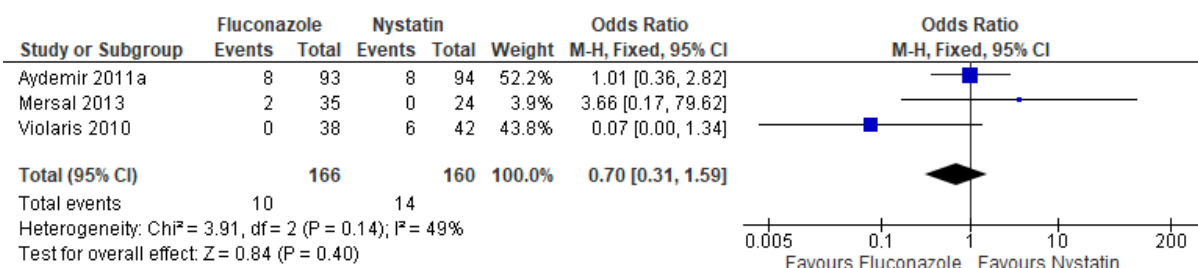 Fluconazole Nystatin Odds Ratio Odds Ratio
Study or Subgroup Events Total Events Total Weight M-H, Fixed, 95% CI M-H, Fixed, 95% CI
Aydemir 2011a 8 93 8 94 52.2% 1.01 [0.36, 2.82]
Mersal 2013 2 35 0 24 3.9% 3.66 [0.17, 79.62]
Violaris 2010 0 38 6 42 43.8% 0.07 [0.00, 1.34]
Total (95% CI) 166 160 100.0% 0.70 [0.31, 1.59]
Total events 10 14
Heterogeneity: Chi² = 3.91, df = 2 (P = 0.14); I² = 49%
Test for overall effect: Z = 0.84 (P = 0.40)
0.005 0.1 1 10 200
Favours Fluconazole Favours Nystatin